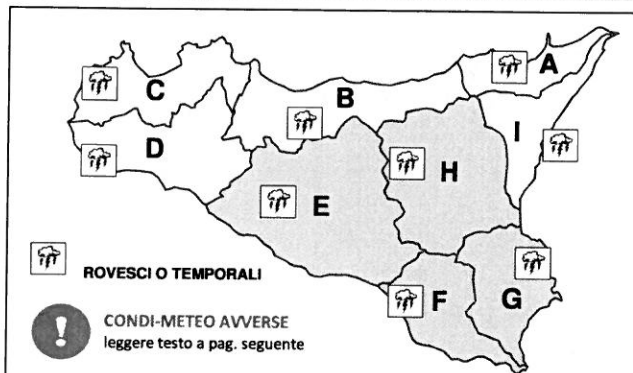 A
C
B
I
D
H
E
F
G
ROVESCI O TEMPORALI
!
CONDI-METEO AVVERSE
leggere testo a pag. seguente